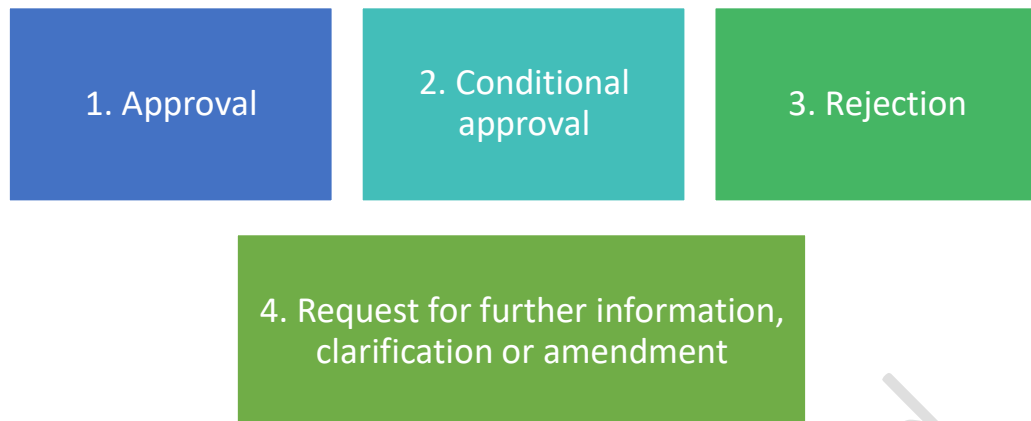 1. Approval
2. Conditional
approval
3. Rejection
4. Request for further information,
clarification or amendment